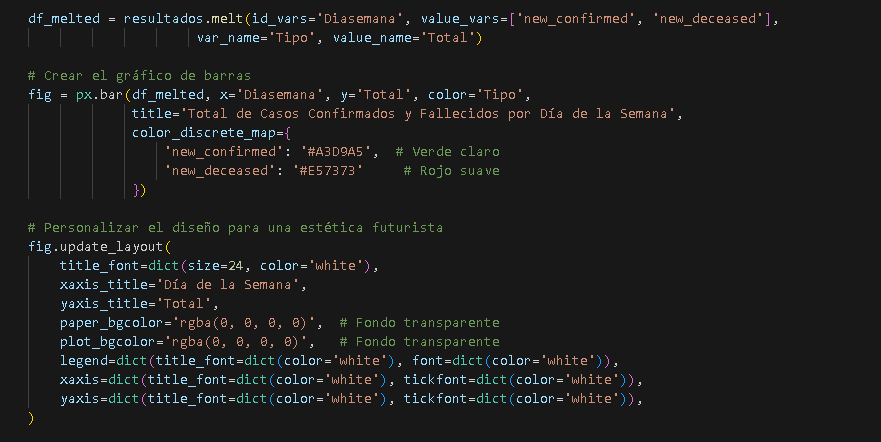 df_melted = resultados.melt(id_vars='Diasemana', value_vars=['new_confirmed', 'new_deceased'],
var_name='Tipo', value_name='Total')
# Crear el gráfico de barras
fig = px.bar(df_melted, x='Diasemana', y='Total', color='Tipo',
title='Total de Casos Confirmados y Fallecidos por Día de la Semana',
color_discrete_map={
'new_confirmed': '#A3D9A5',  # Verde claro
'new_deceased': '#E57373'     # Rojo suave
})
# Personalizar el diseño para una estética futurista
fig.update_layout(
title_font=dict(size=24, color='white'),
xaxis_title='Día de la Semana',
yaxis_title='Total',
paper_bgcolor='rgba(0, 0, 0, 0)',  # Fondo transparente
plot_bgcolor='rgba(0, 0, 0, 0)',   # Fondo transparente
legend=dict(title_font=dict(color='white'), font=dict(color='white')),
xaxis=dict(title_font=dict(color='white'), tickfont=dict(color='white')),
yaxis=dict(title_font=dict(color='white'), tickfont=dict(color='white')),
)